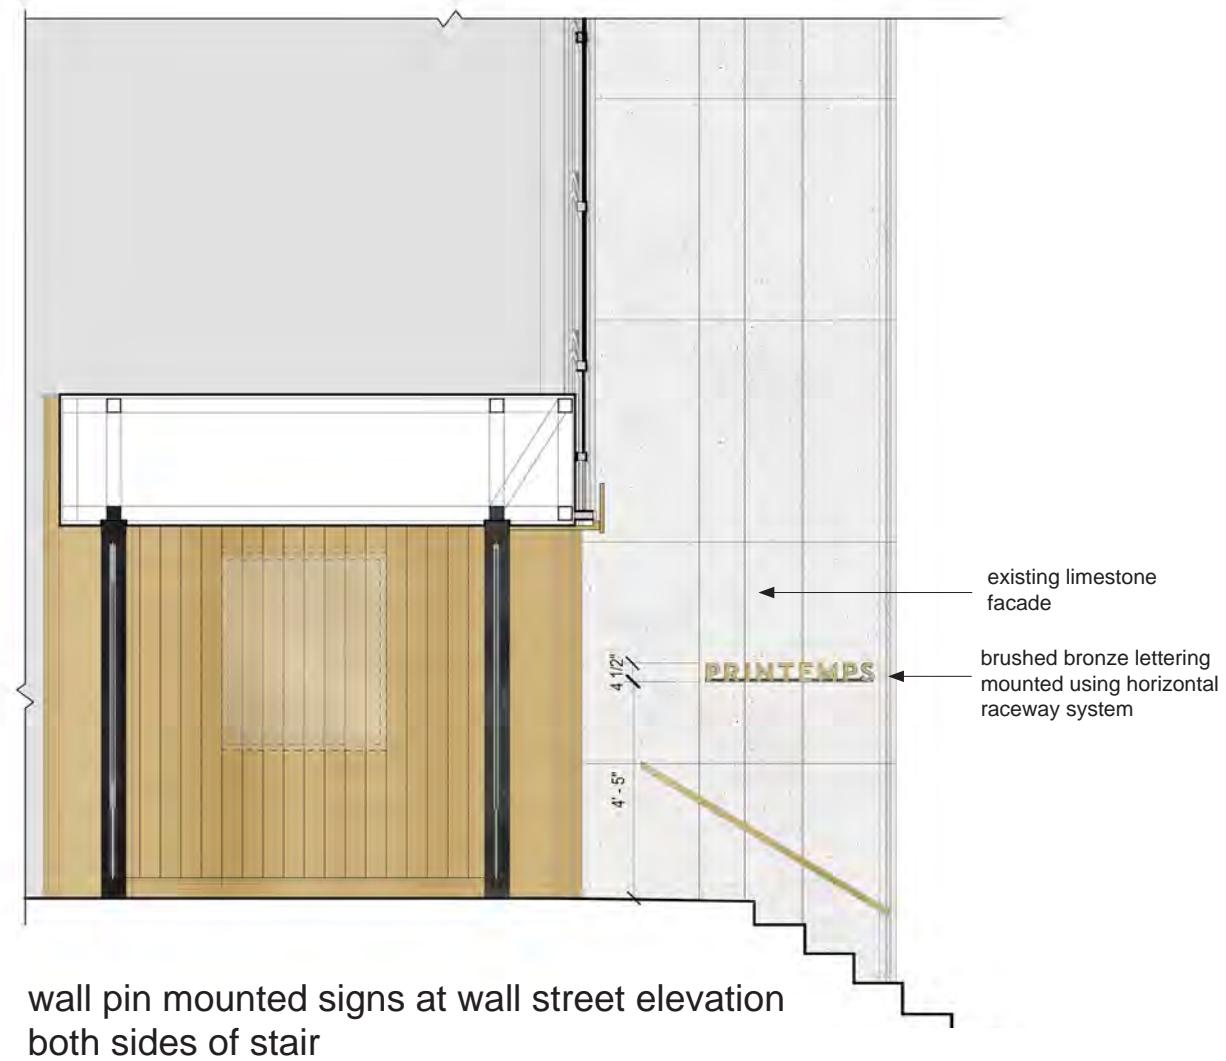 existing limestone
facade
4 1/2"
PRINTEMPS
brushed bronze lettering
mounted using horizontal
raceway system
4' - 5"
wall pin mounted signs at wall street elevation
both sides of stair